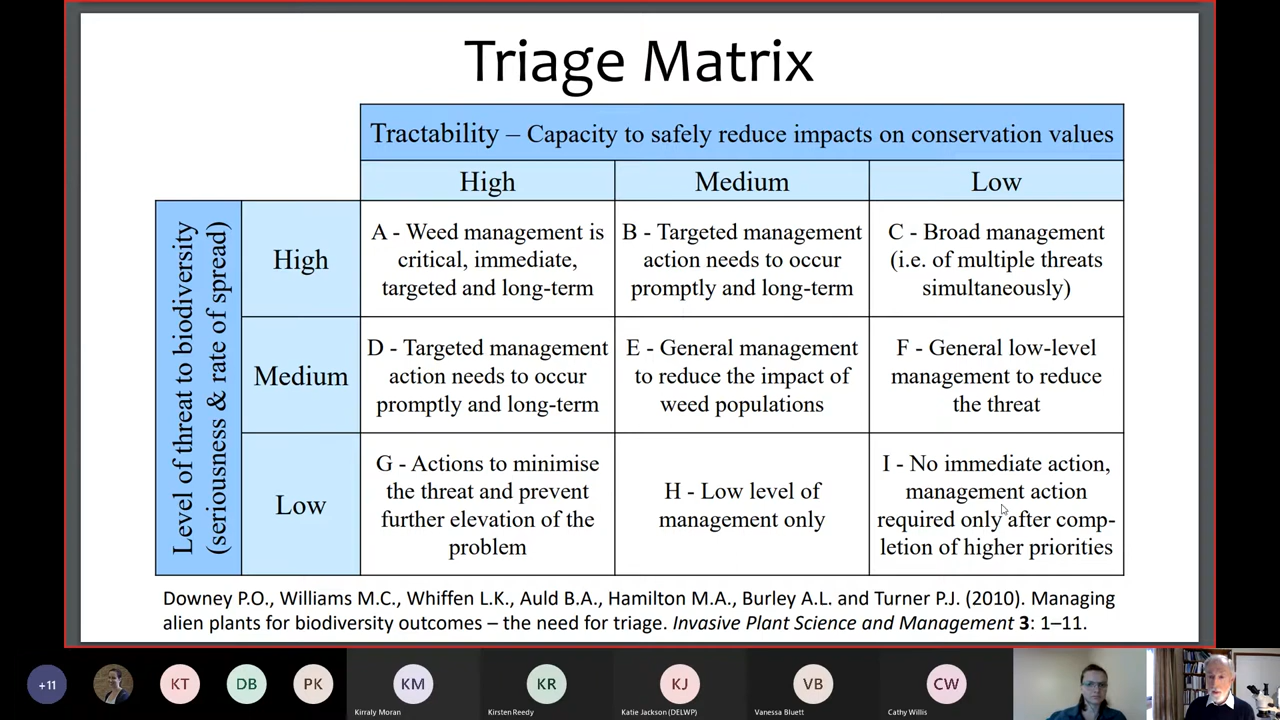 Triage Matrix
Tractability – Capacity to safely reduce impacts on conservation values
High
Medium
Low
Level of threat to biodiversity
(seriousness & rate of spread)
High
A - Weed management is
critical, immediate,
targeted and long-term
B - Targeted management
action needs to occur
promptly and long-term
C - Broad management
(i.e. of multiple threats
simultaneously)
Medium
D - Targeted management
action needs to occur
promptly and long-term
E - General management
to reduce the impact of
weed populations
F - General low-level
management to reduce
the threat
Low
G - Actions to minimise
the threat and prevent
further elevation of the
problem
H - Low level of
management only
I - No immediate action,
management action
required only after comp-
letion of higher priorities
Downey P.O., Williams M.C., Whiffen L.K., Auld B.A., Hamilton M.A., Burley A.L. and Turner P.J. (2010). Managing
alien plants for biodiversity outcomes – the need for triage. Invasive Plant Science and Management 3: 1–11.
+11
KT
DB
PK
KM
KR
KJ
VB
CW
Kirraly Moran
Kirsten Reedy
Katie Jackson (DELWP)
Vanessa Bluett
Cathy Willis